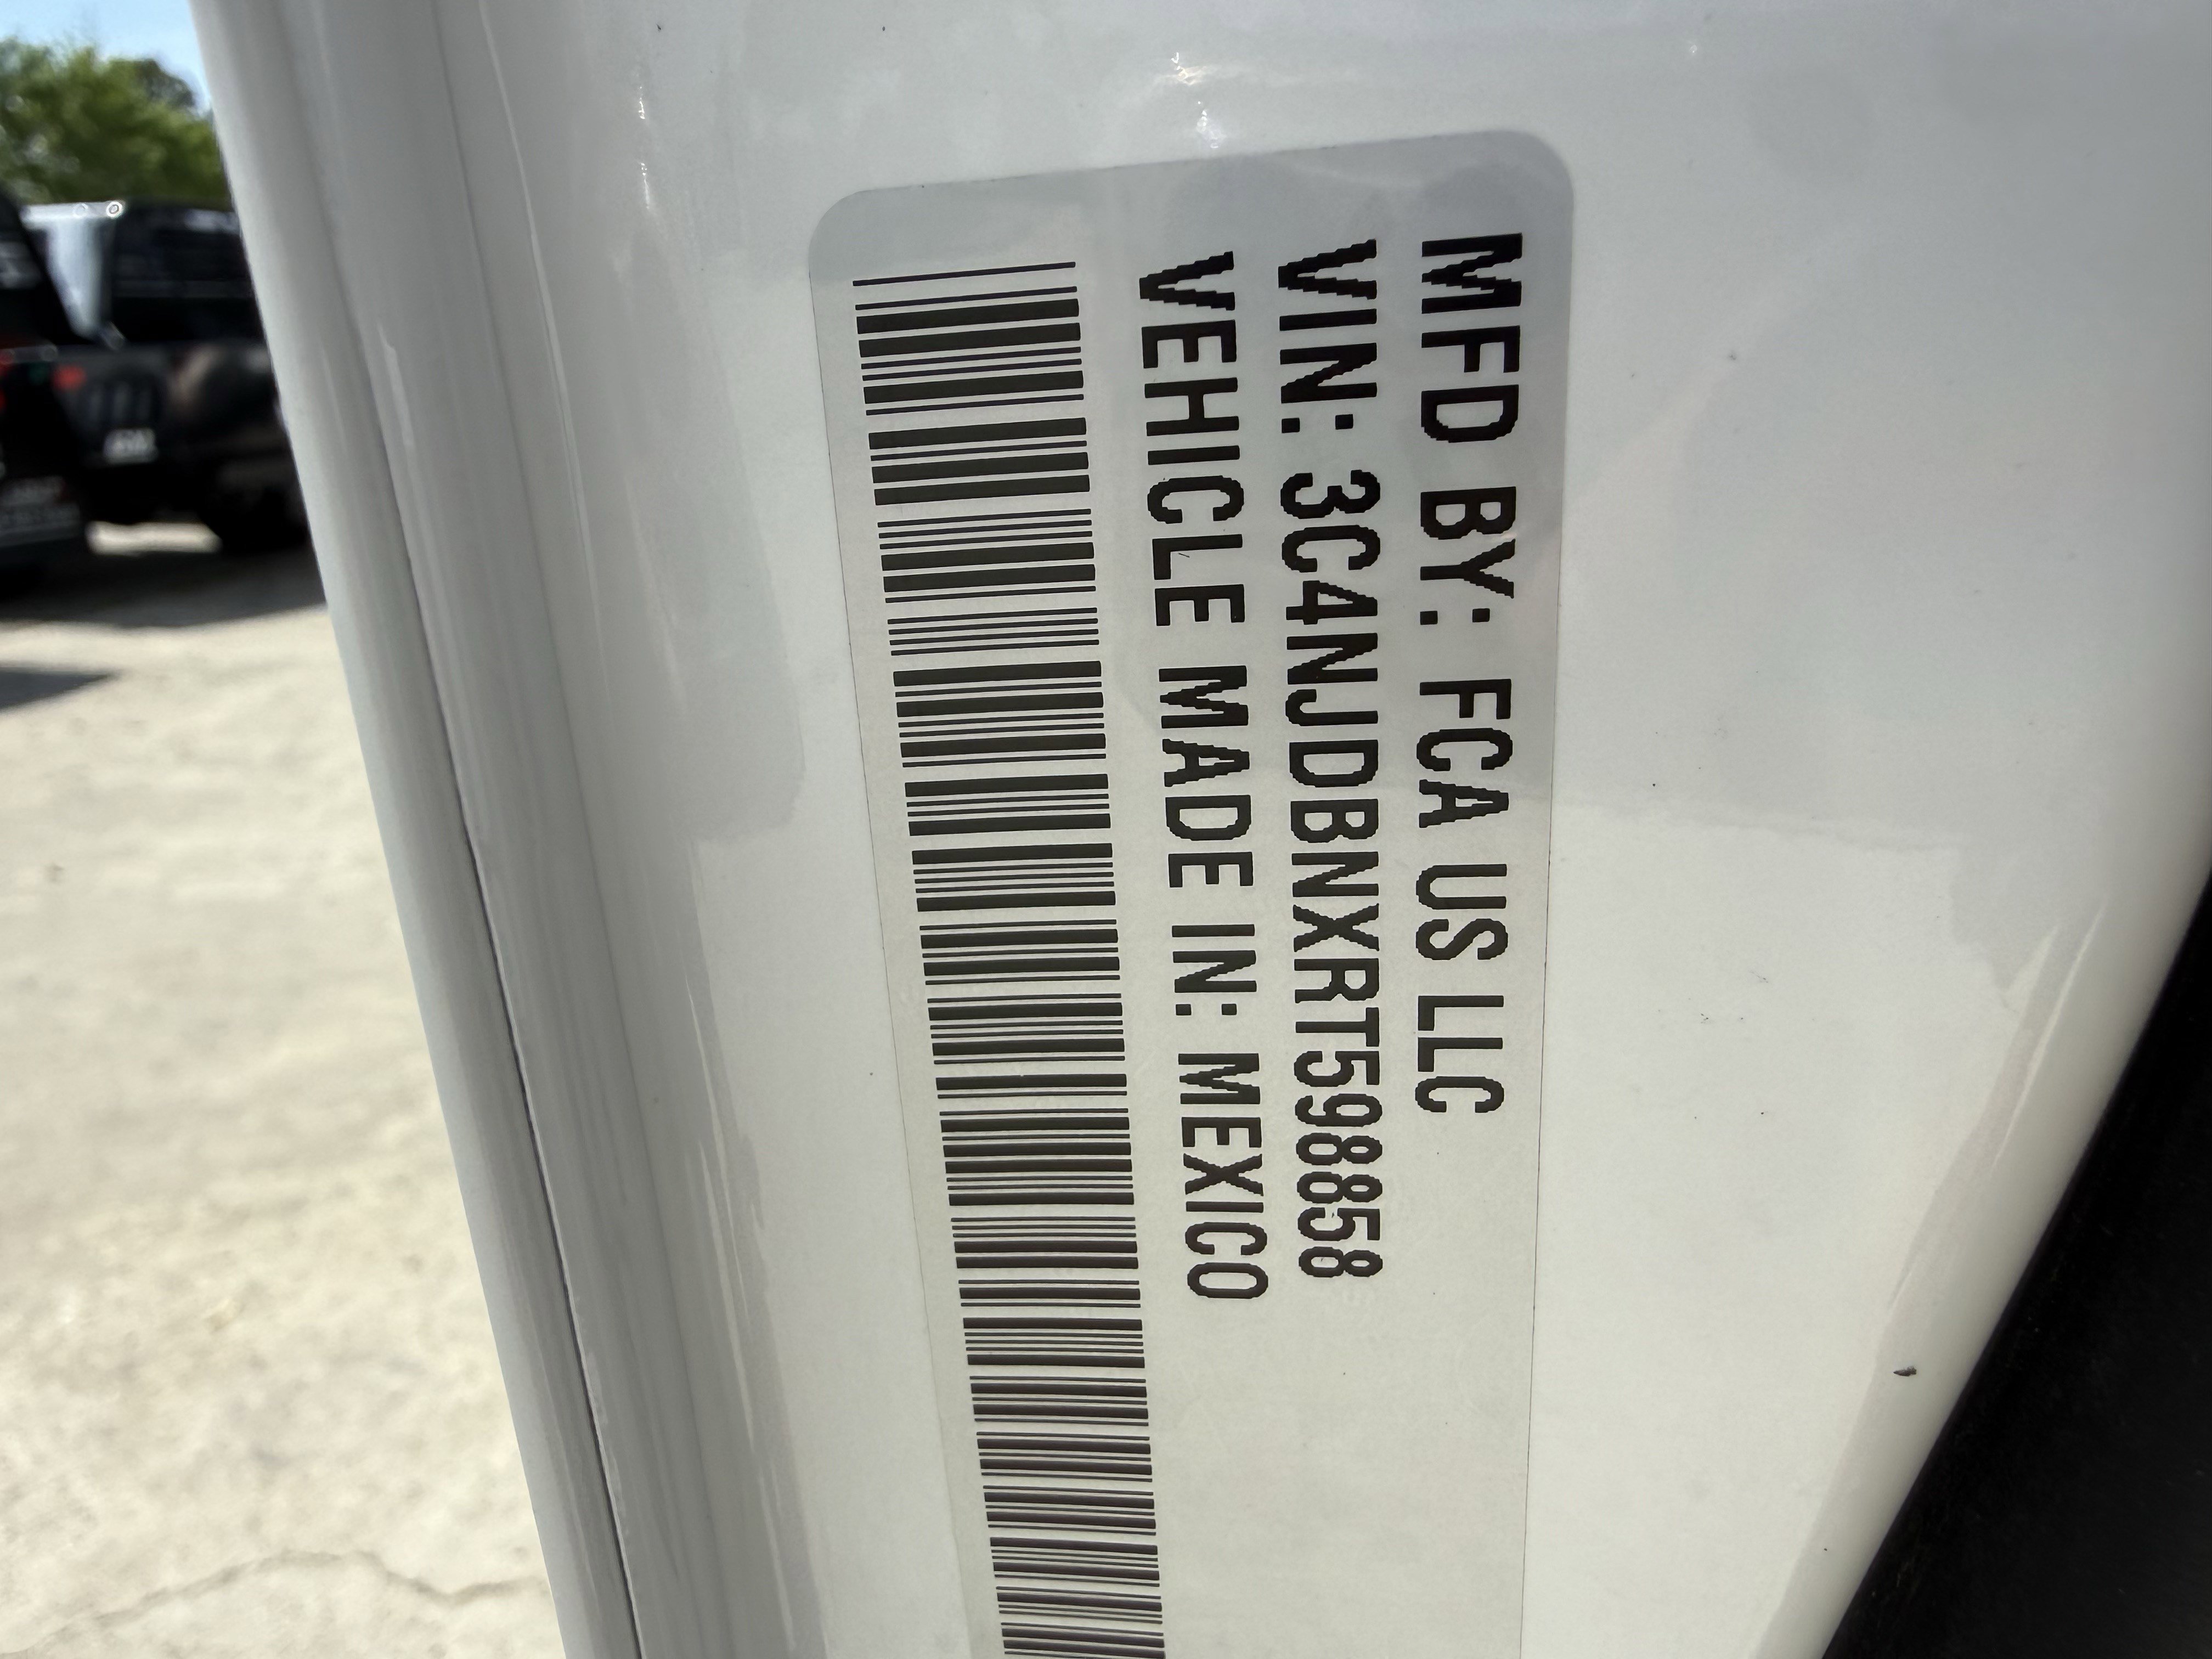 MFD BY: FCA US LLC
VIN: 3C4NJDBNXRT598858
VEHICLE MADE IN: MEXICO